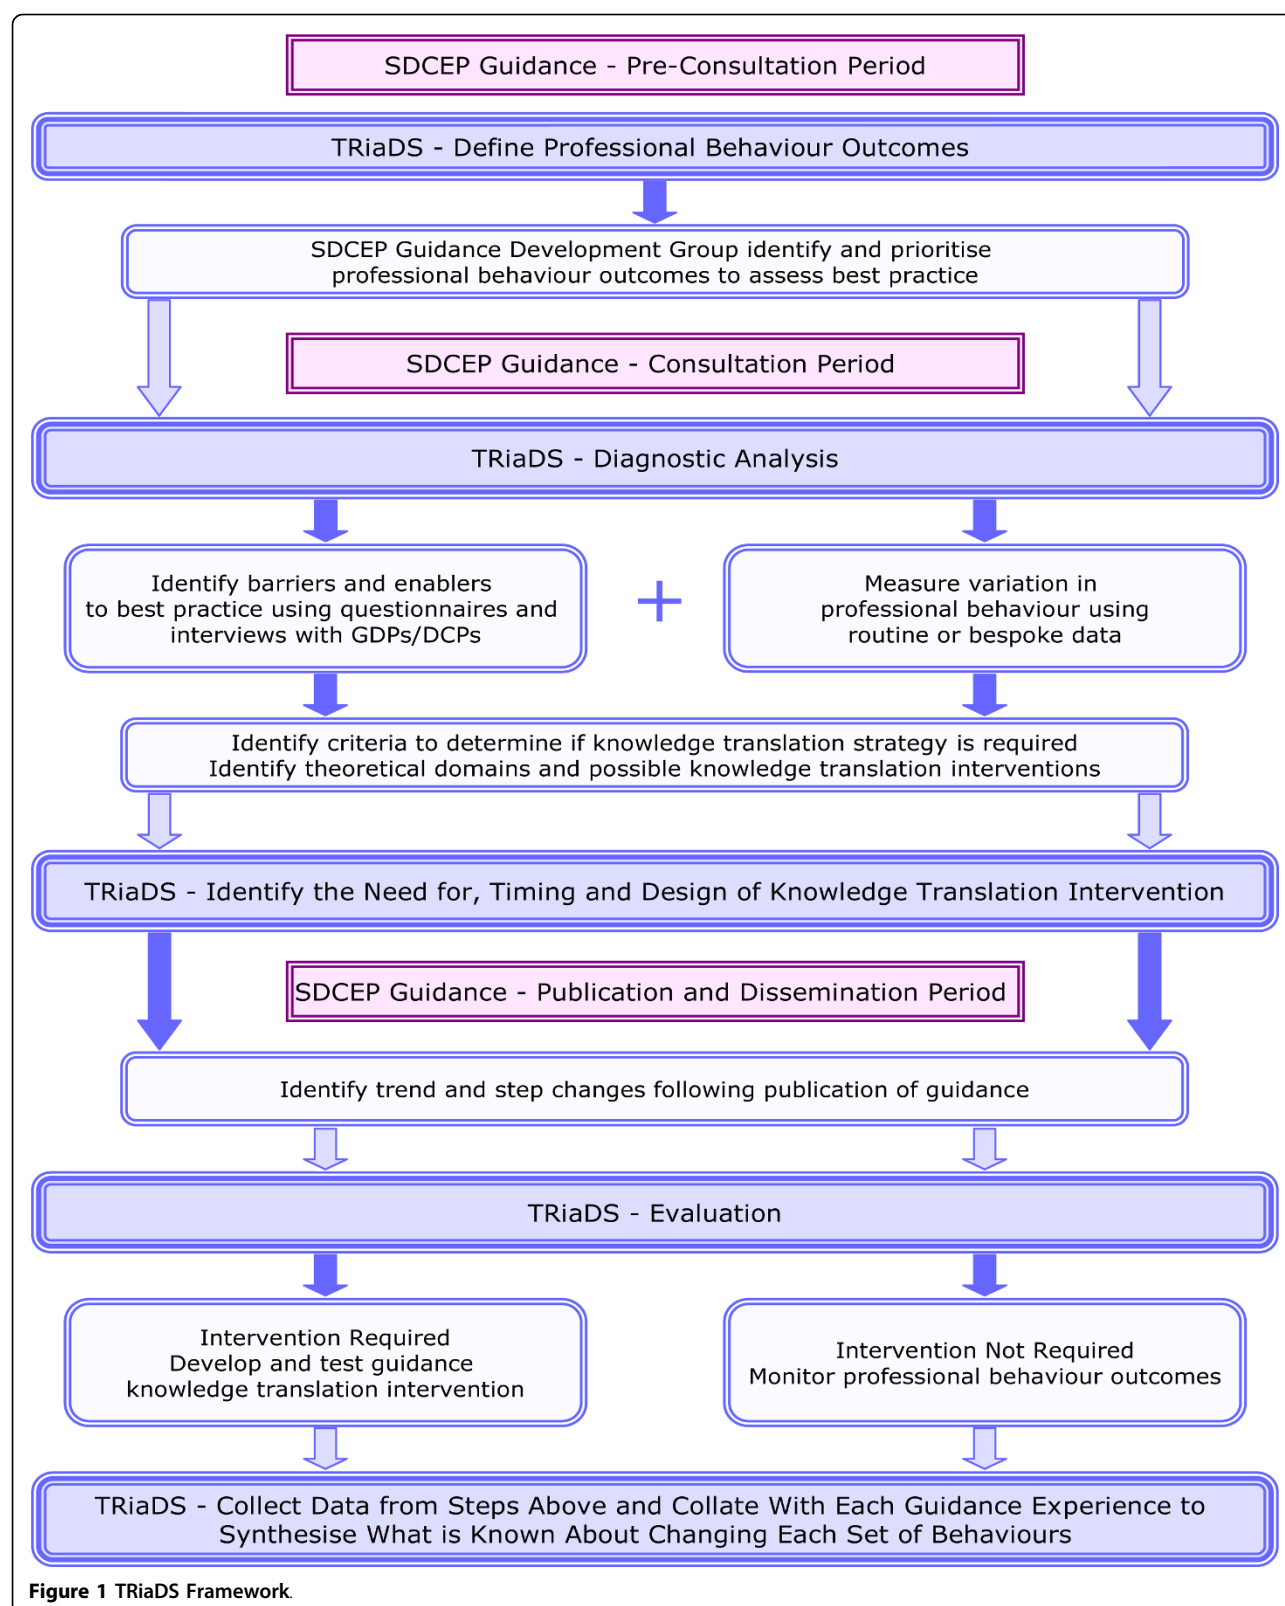 SDCEP Guidance - Pre-Consultation Period
TRiaDS - Define Professional Behaviour Outcomes
SDCEP Guidance Development Group identify and prioritise
professional behaviour outcomes to assess best practice
SDCEP Guidance - Consultation Period
TRiaDS - Diagnostic Analysis
Identify barriers and enablers
to best practice using questionnaires and
interviews with GDPs/DCPs
+
Measure variation in
professional behaviour using
routine or bespoke data
Identify criteria to determine if knowledge translation strategy is required
Identify theoretical domains and possible knowledge translation interventions
TRiaDS - Identify the Need for, Timing and Design of Knowledge Translation Intervention
SDCEP Guidance - Publication and Dissemination Period
Identify trend and step changes following publication of guidance
TRiaDS - Evaluation
Intervention Required
Develop and test guidance
knowledge translation intervention
Intervention Not Required
Monitor professional behaviour outcomes
TRiaDS - Collect Data from Steps Above and Collate With Each Guidance Experience to
Synthesise What is Known About Changing Each Set of Behaviours
Figure 1 TRiaDS Framework.